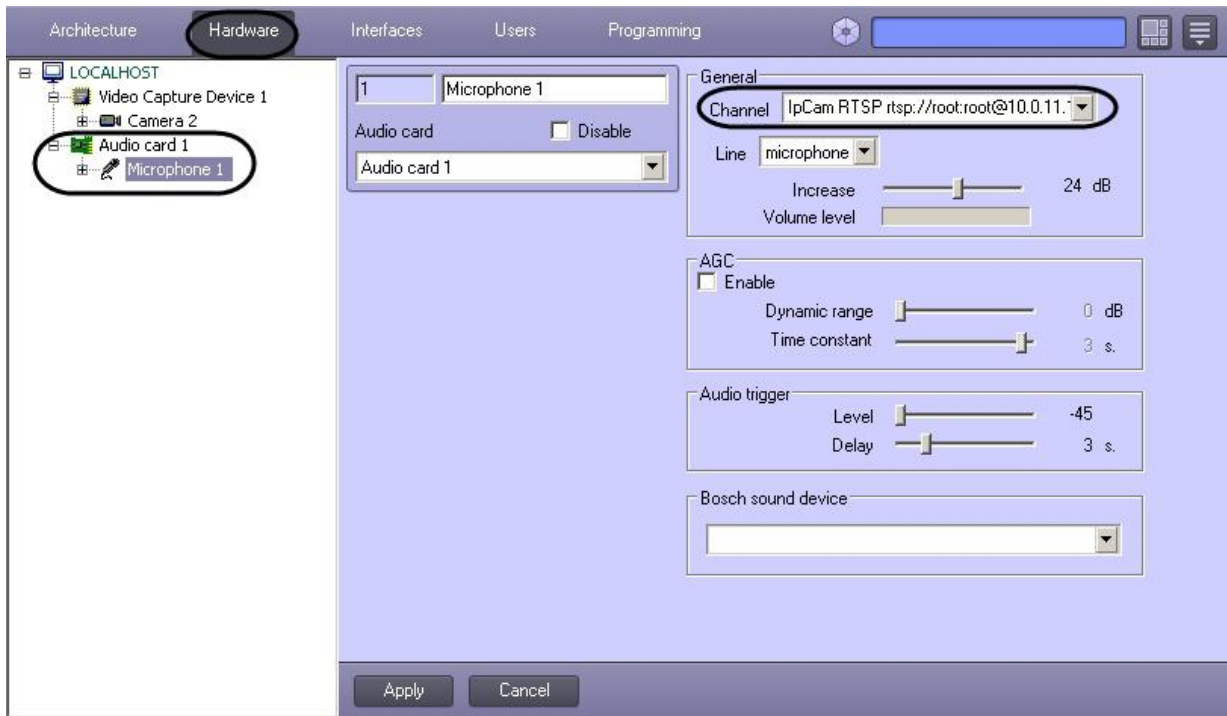 Architecture Hardware Interfaces Users Programming
LOCALHOST
Video Capture Device 1
Camera 2
Audio card 1
Microphone 1
1 Microphone 1
Audio card Disable
Audio card 1
General
Channel IpCam RTSP rtsp://root:root@10.0.11.
Line microphone
Increase 24 dB
Volume level
AGC
Enable
Dynamic range 0 dB
Time constant 3 s.
Audio trigger
Level -45
Delay 3 s.
Bosch sound device
Apply Cancel